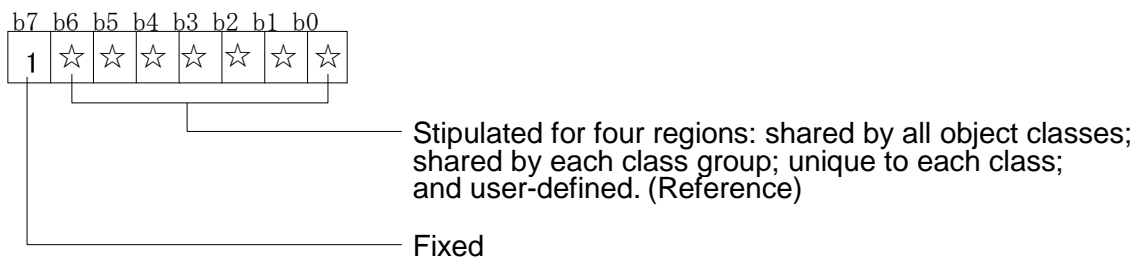 b7 b6 b5 b4 b3 b2 b1 b0
1 ☆ ☆ ☆ ☆ ☆ ☆ ☆
Stipulated for four regions: shared by all object classes;
shared by each class group; unique to each class;
and user-defined. (Reference)
Fixed